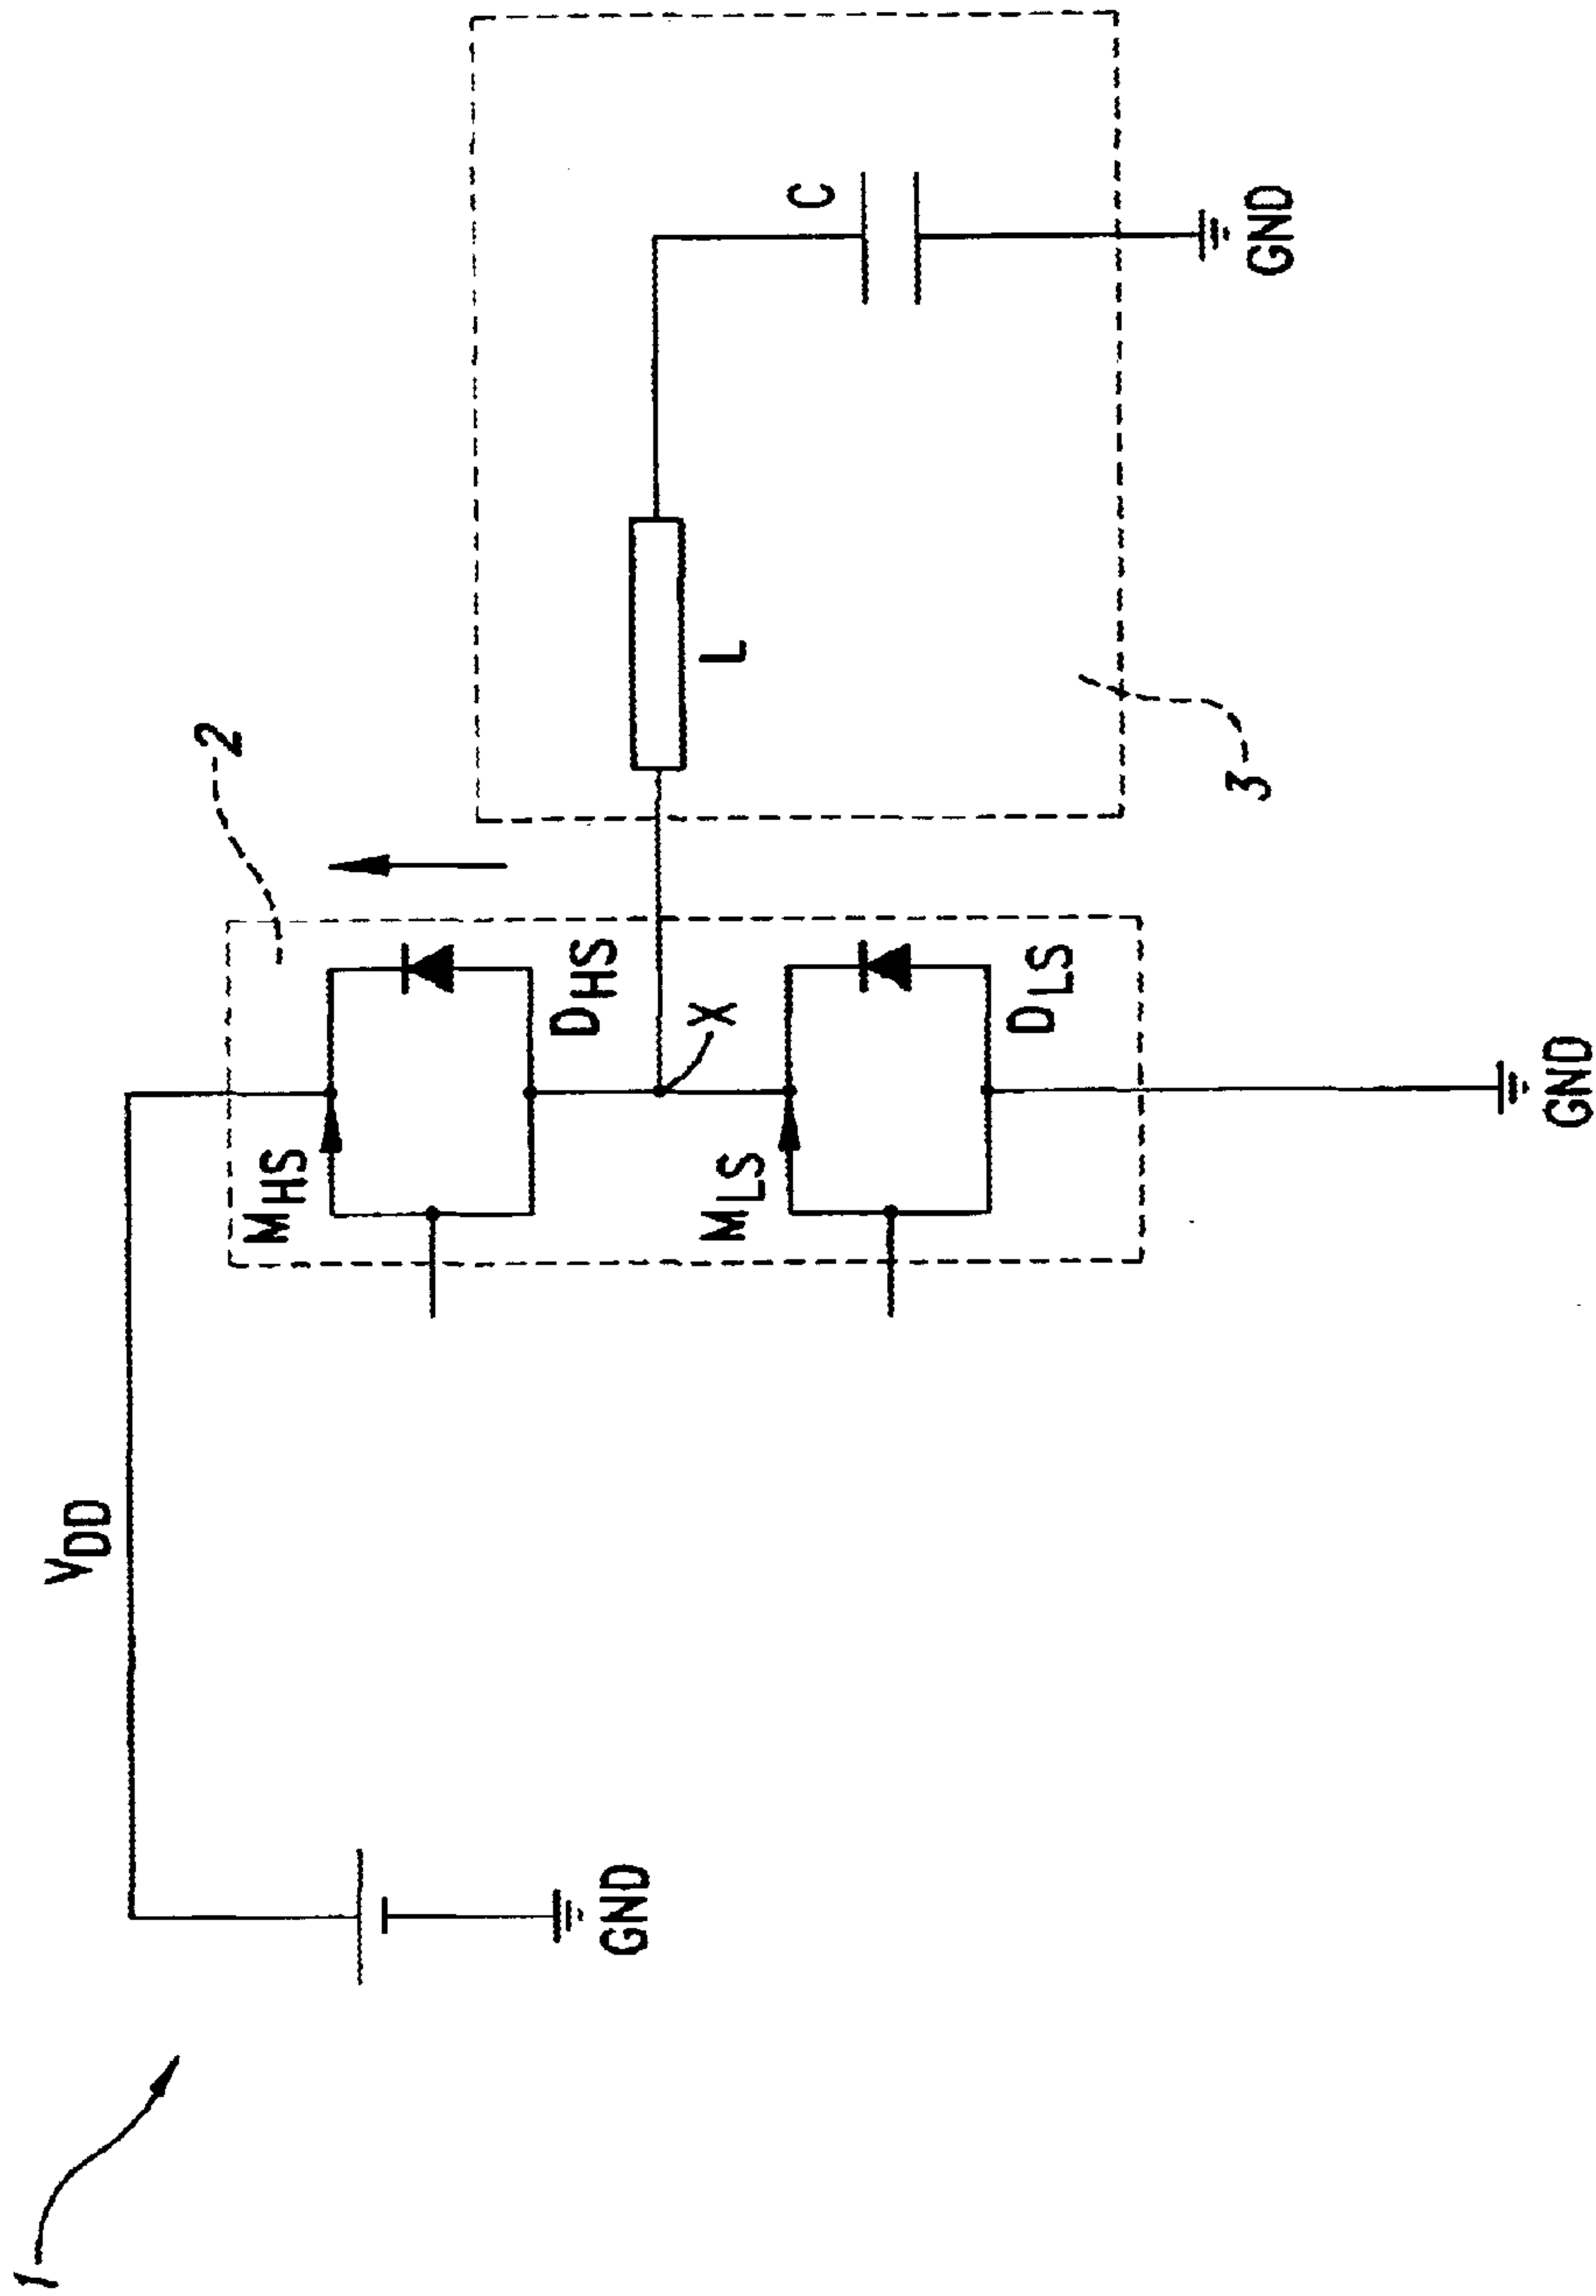 1
V_DD
GND
2
M_HS
D_HS
X
M_LS
D_LS
GND
L
C
3
GND